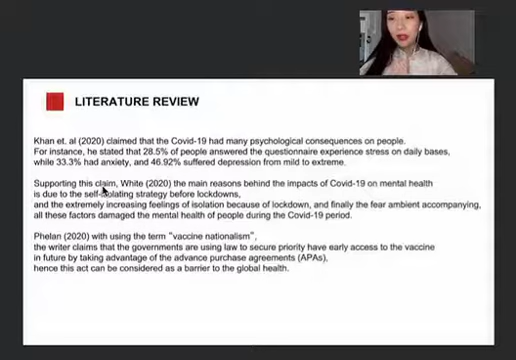 LITERATURE REVIEW
Khan et. al (2020) claimed that the Covid-19 had many psychological consequences on people.
For instance, he stated that 28.5% of people answered the questionnaire experience stress on daily bases,
while 33.3% had anxiety, and 46.92% suffered depression from mild to extreme.
Supporting this claim, White (2020) the main reasons behind the impacts of Covid-19 on mental health
is due to the self-isolating strategy before lockdowns,
and the extremely increasing feelings of isolation because of lockdown, and finally the fear ambient accompanying,
all these factors damaged the mental health of people during the Covid-19 period.
Phelan (2020) with using the term "vaccine nationalism",
the writer claims that the governments are using law to secure priority have early access to the vaccine
in future by taking advantage of the advance purchase agreements (APAs),
hence this act can be considered as a barrier to the global health.